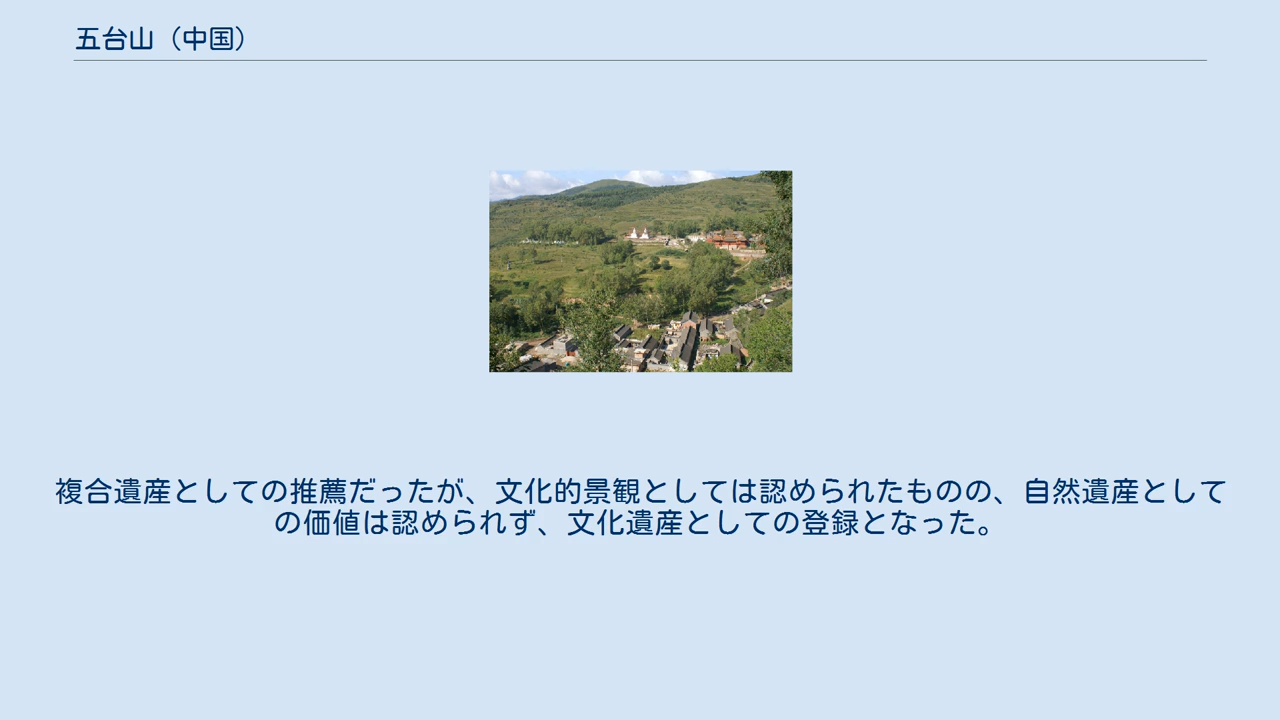 五台山（中国）
複合遺産としての推薦だったが、文化的景観としては認められたものの、自然遺産として
の価値は認められず、文化遺産としての登録となった。